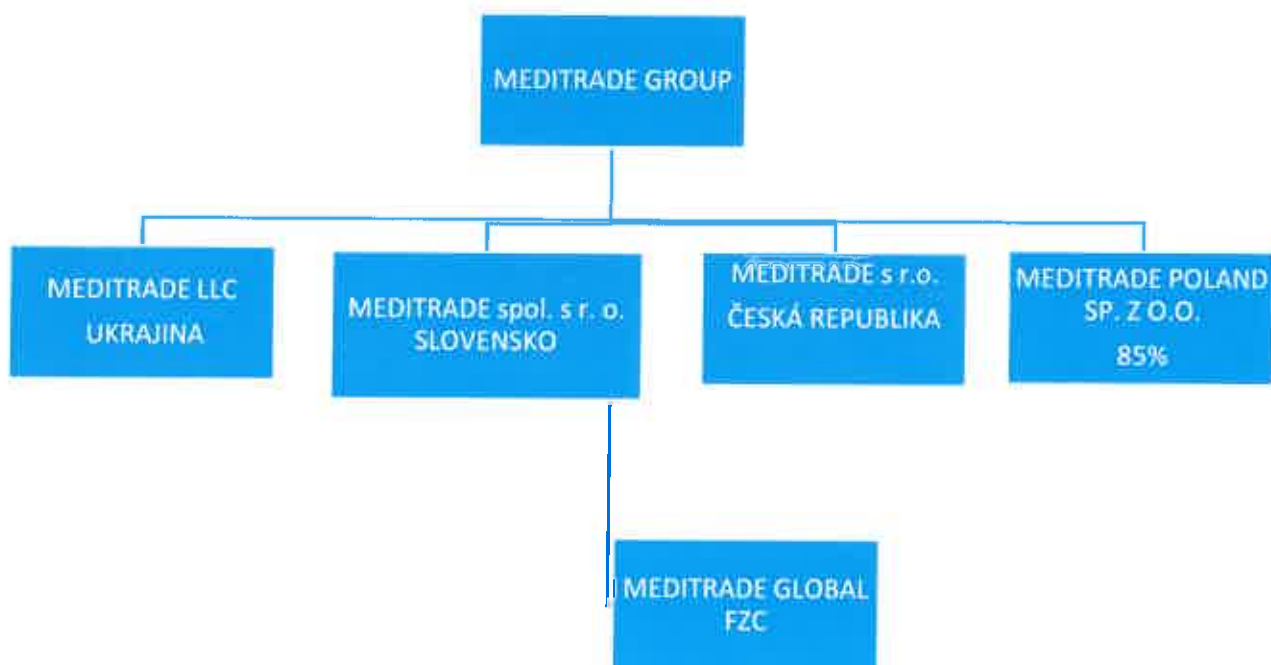 MEDITRADE GROUP
MEDITRADE LLC
UKRAJINA
MEDITRADE spol. s r. o.
SLOVENSKO
MEDITRADE s r.o.
ČESKÁ REPUBLIKA
MEDITRADE POLAND
SP. Z O.O.
85%
MEDITRADE GLOBAL
FZC